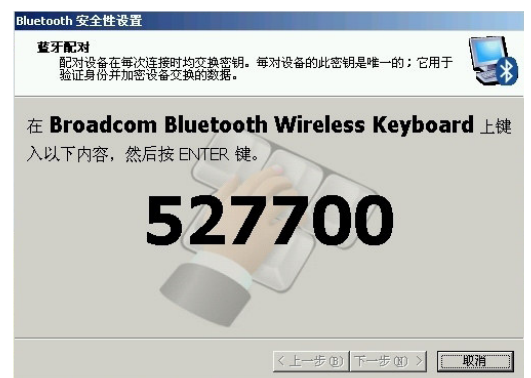 Bluetooth 安全性设置
蓝牙配对
配对设备在每次连接时均交换密钥。每对设备的此密钥是唯一的；它用于
验证身份并加密设备交换的数据。
在 Broadcom Bluetooth Wireless Keyboard 上键
入以下内容，然后按 ENTER 键。
527700
< 上一步(B) 下一步(N) > 取消